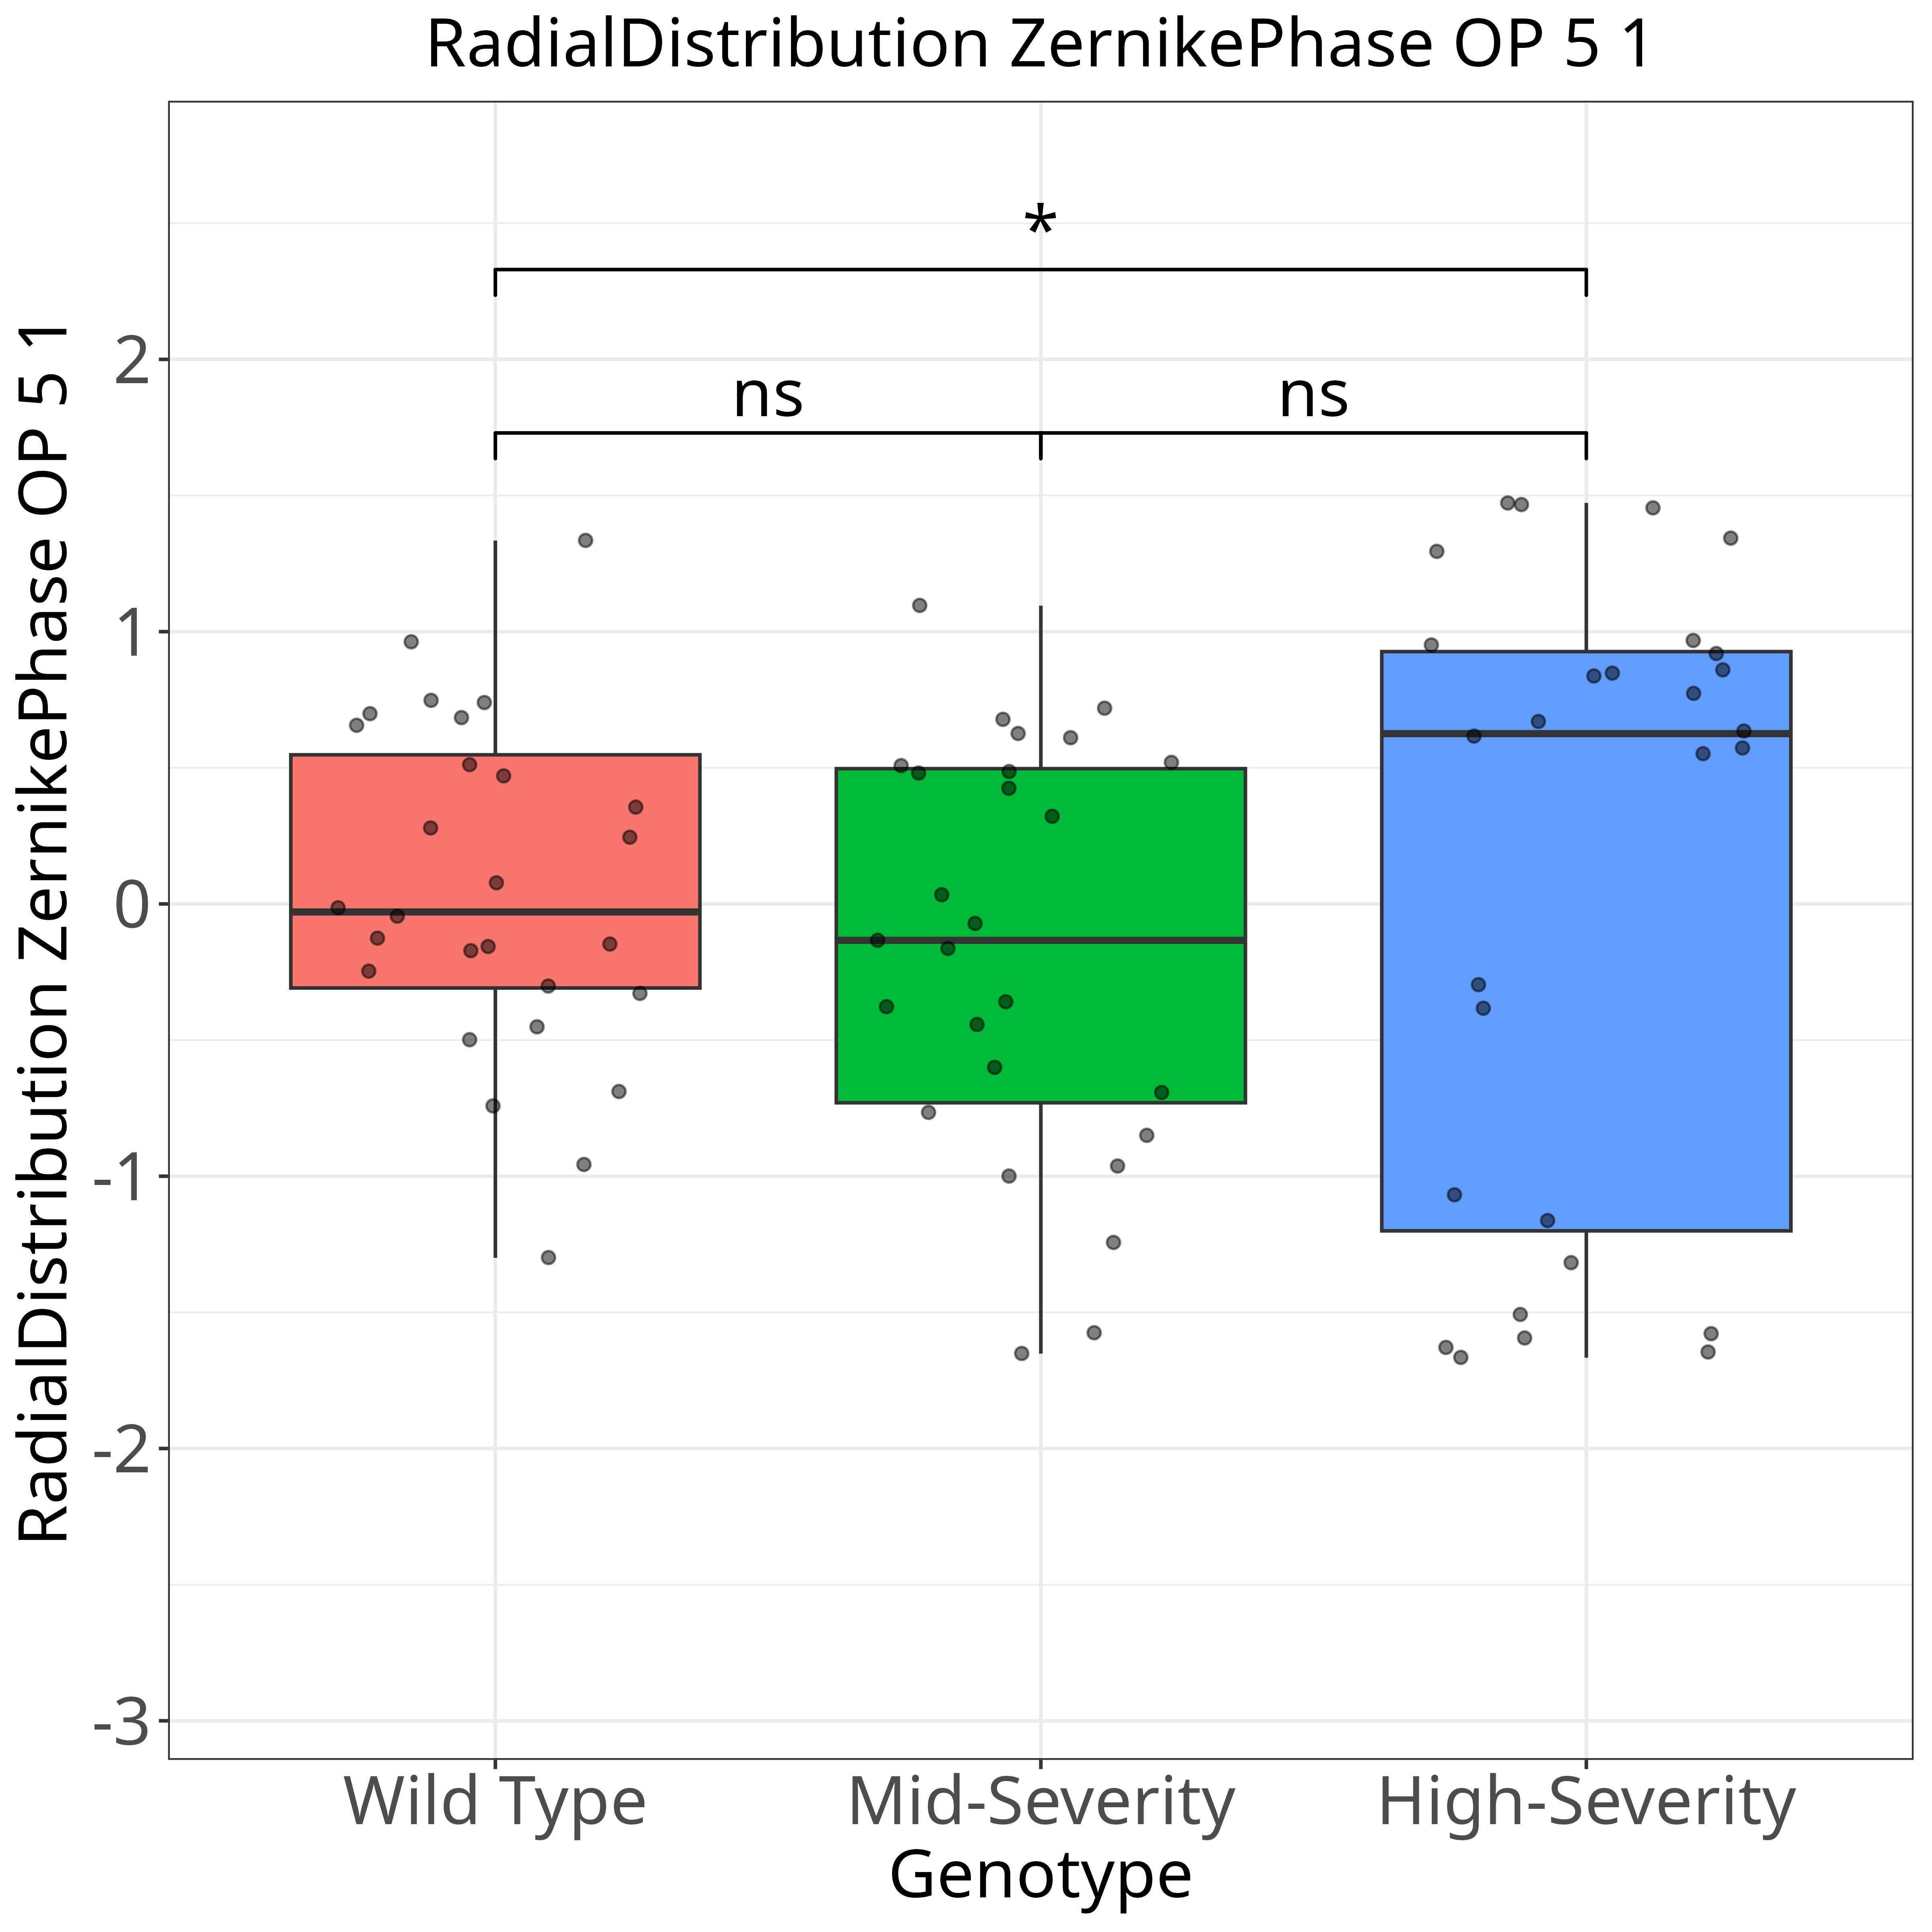 RadialDistribution ZernikePhase OP 5 1
*
2
ns ns
1
0
-1
-2
-3
RadialDistribution ZernikePhase OP 5 1
Wild Type Mid-Severity High-Severity
Genotype